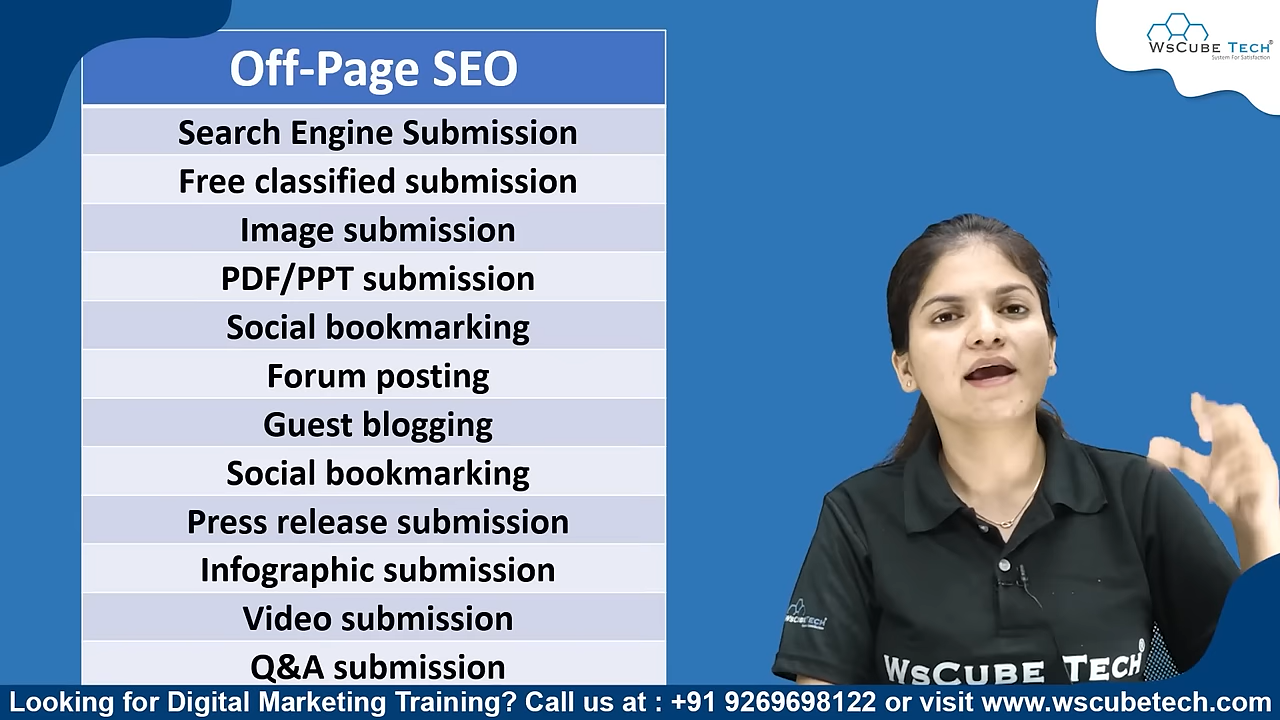 Off-Page SEO
Search Engine Submission
Free classified submission
Image submission
PDF/PPT submission
Social bookmarking
Forum posting
Guest blogging
Social bookmarking
Press release submission
Infographic submission
Video submission
Q&A submission
WsCube Tech®
System For Satisfaction
WsCube Tech
WsCube Tech
Looking for Digital Marketing Training? Call us at : +91 9269698122 or visit www.wscubetech.com